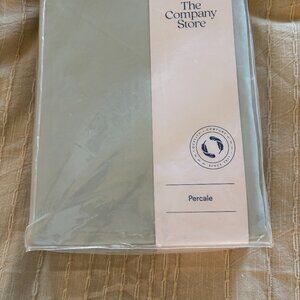 The
Company
Store
Percale